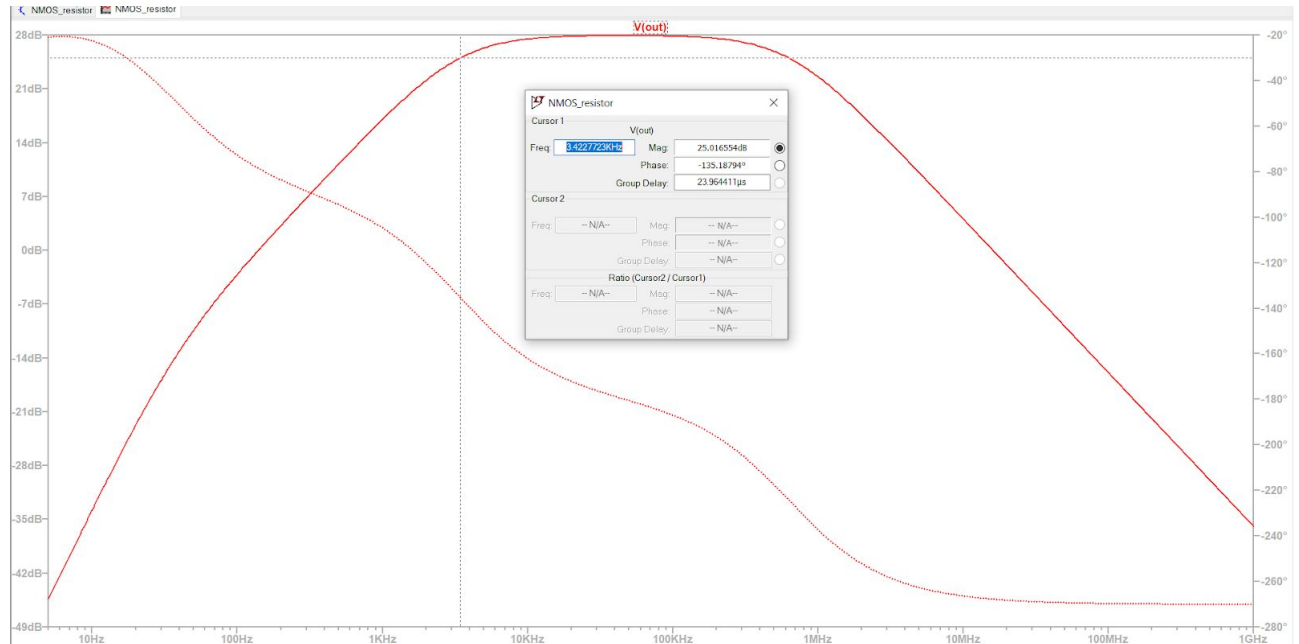 NMOS_resistor NMOS_resistor
V(out)
28dB
21dB
14dB
7dB
0dB
-7dB
-14dB
-21dB
-28dB
-35dB
-42dB
-49dB
NMOS_resistor
Cursor 1
V(out)
Freq: 3.4227723KHz Mag: 25.016554dB
Phase: -135.18794°
Group Delay: 23.964411µs
Cursor 2
Freq: -- N/A-- Mag: -- N/A--
Phase: -- N/A--
Group Delay: -- N/A--
Ratio (Cursor2 / Cursor1)
Freq: -- N/A-- Mag: -- N/A--
Phase: -- N/A--
Group Delay: -- N/A--
-20°
-40°
-60°
-80°
-100°
-120°
-140°
-160°
-180°
-200°
-220°
-240°
-260°
-280°
10Hz 100Hz 1KHz 10KHz 100KHz 1MHz 10MHz 100MHz 1GHz